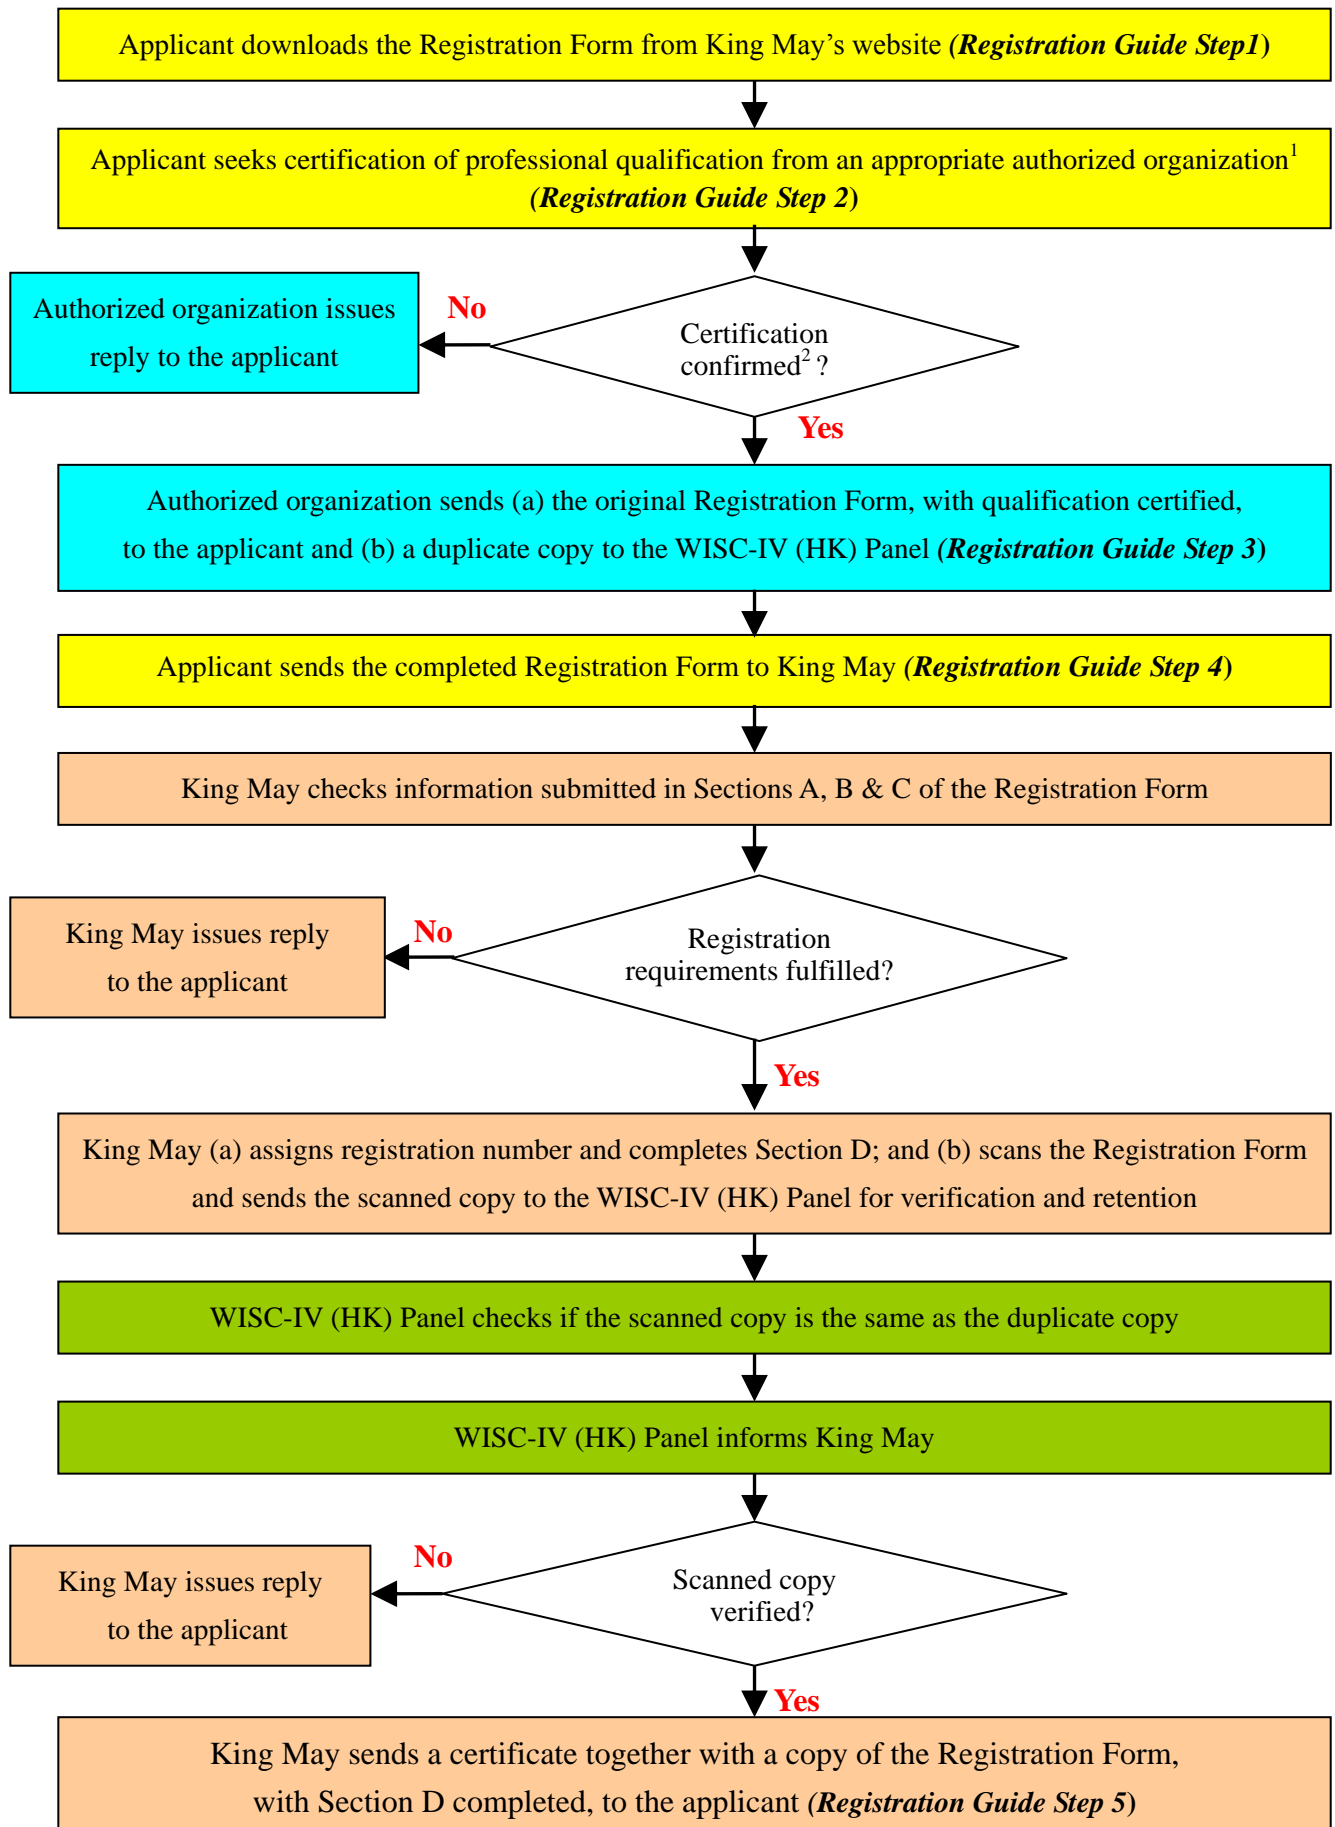 Applicant downloads the Registration Form from King May’s website (Registration Guide Step1)
Applicant seeks certification of professional qualification from an appropriate authorized organization1
(Registration Guide Step 2)
Authorized organization issues
reply to the applicant
No
Certification
confirmed2 ?
Yes
Authorized organization sends (a) the original Registration Form, with qualification certified,
to the applicant and (b) a duplicate copy to the WISC-IV (HK) Panel (Registration Guide Step 3)
Applicant sends the completed Registration Form to King May (Registration Guide Step 4)
King May checks information submitted in Sections A, B & C of the Registration Form
King May issues reply
to the applicant
No
Registration
requirements fulfilled?
Yes
King May (a) assigns registration number and completes Section D; and (b) scans the Registration Form
and sends the scanned copy to the WISC-IV (HK) Panel for verification and retention
WISC-IV (HK) Panel checks if the scanned copy is the same as the duplicate copy
WISC-IV (HK) Panel informs King May
King May issues reply
to the applicant
No
Scanned copy
verified?
Yes
King May sends a certificate together with a copy of the Registration Form,
with Section D completed, to the applicant (Registration Guide Step 5)